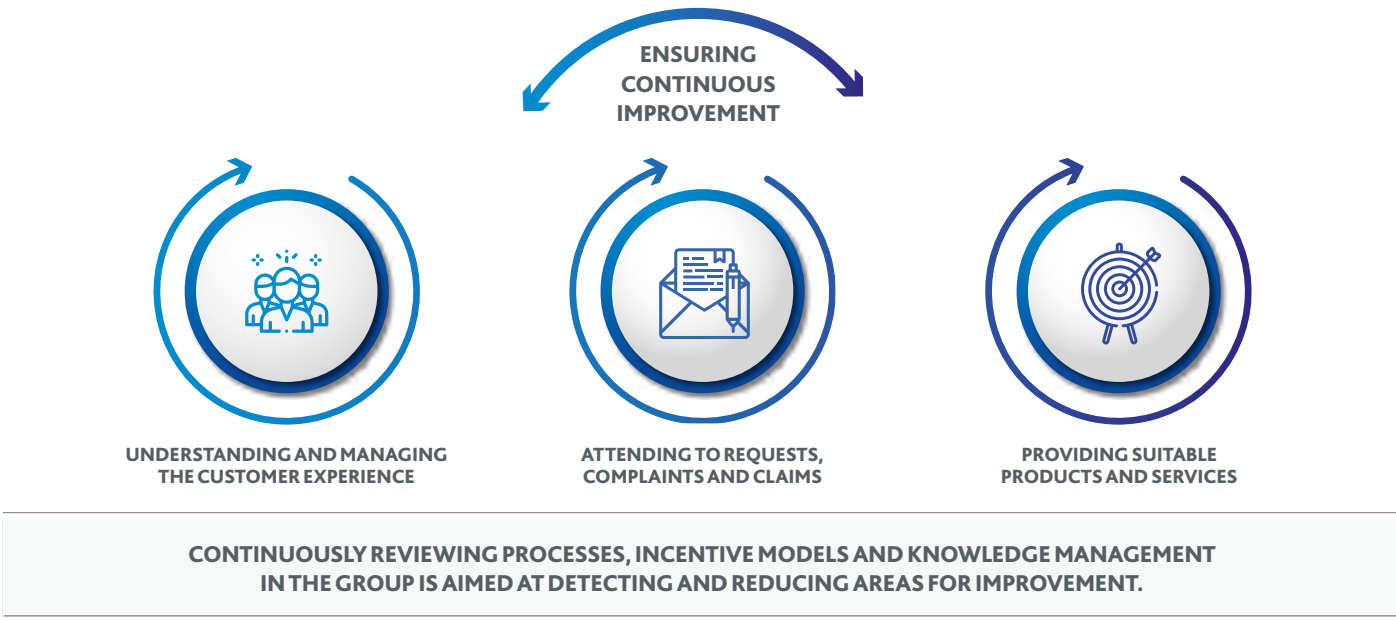 ENSURING
CONTINUOUS
IMPROVEMENT
UNDERSTANDING AND MANAGING
THE CUSTOMER EXPERIENCE
ATTENDING TO REQUESTS,
COMPLAINTS AND CLAIMS
PROVIDING SUITABLE
PRODUCTS AND SERVICES
CONTINUOUSLY REVIEWING PROCESSES, INCENTIVE MODELS AND KNOWLEDGE MANAGEMENT
IN THE GROUP IS AIMED AT DETECTING AND REDUCING AREAS FOR IMPROVEMENT.